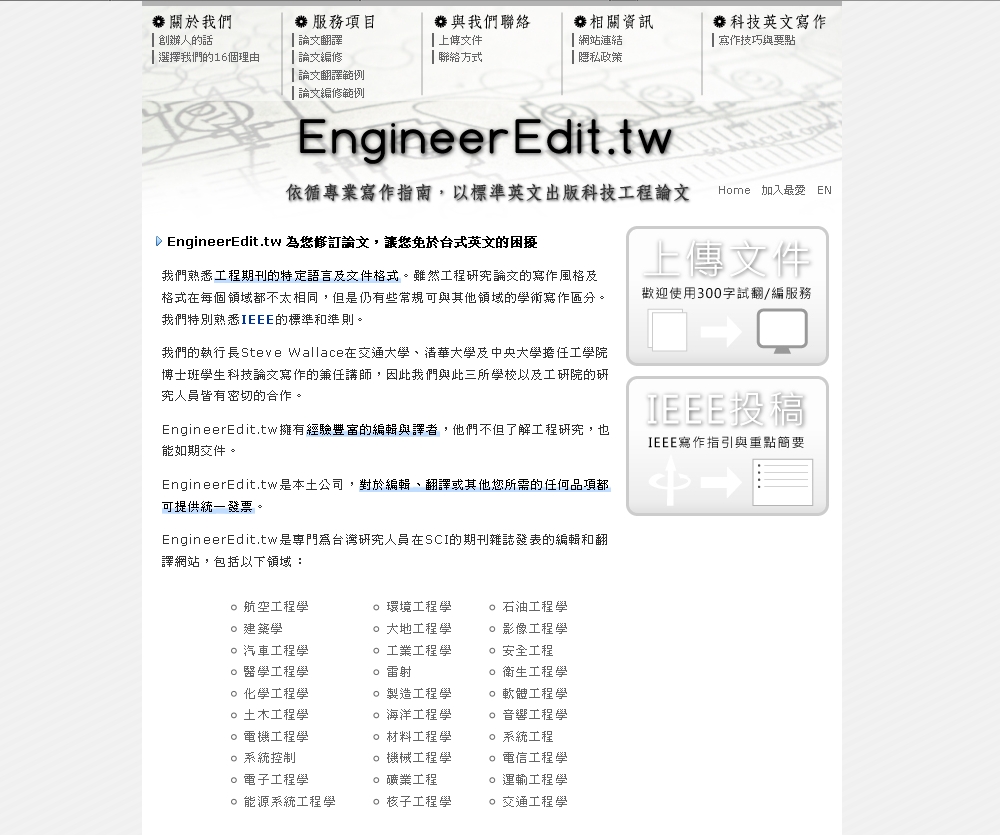 關於我們
創辦人的話
選擇我們的16個理由
服務項目
論文翻譯
論文編修
論文翻譯範例
論文編修範例
與我們聯絡
上傳文件
聯絡方式
相關資訊
網站連結
隱私政策
科技英文寫作
寫作技巧與要點
EngineerEdit.tw
依循專業寫作指南，以標準英文出版科技工程論文
Home 加入最愛 EN
EngineerEdit.tw 為您修訂論文，讓您免於台式英文的困擾
我們熟悉工程期刊的特定語言及文件格式。雖然工程研究論文的寫作風格及
格式在每個領域都不太相同，但是仍有些常規可與其他領域的學術寫作區分。
我們特別熟悉IEEE的標準和準則。
我們的執行長Steve Wallace在交通大學、清華大學及中央大學擔任工學院
博士班學生科技論文寫作的兼任講師，因此我們與此三所學校以及工研院的研
究人員皆有密切的合作。
EngineerEdit.tw擁有經驗豐富的編輯與譯者，他們不但了解工程研究，也
能如期交件。
EngineerEdit.tw是本土公司，對於編輯、翻譯或其他您所需的任何品項都
可提供統一發票。
EngineerEdit.tw是專門為台灣研究人員在SCI的期刊雜誌發表的編輯和翻
譯網站，包括以下領域：
航空工程學
建築學
汽車工程學
醫學工程學
化學工程學
土木工程學
電機工程學
系統控制
電子工程學
能源系統工程學
環境工程學
大地工程學
工業工程學
雷射
製造工程學
海洋工程學
材料工程學
機械工程學
礦業工程
核子工程學
石油工程學
影像工程學
安全工程
衛生工程學
軟體工程學
音響工程學
系統工程
電信工程學
運輸工程學
交通工程學
上傳文件
歡迎使用300字試翻/編服務
IEEE投稿
IEEE寫作指引與重點簡要